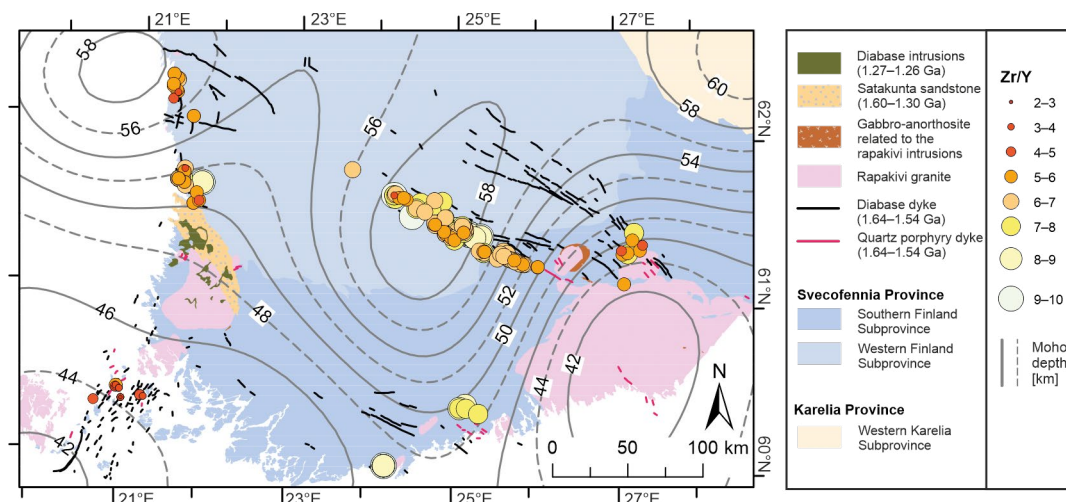 21°E
23°E
25°E
27°E
58
56
60
58
54
56
58
52
50
48
46
44
42
44
42
62°N
61°N
60°N
N
0 50 100 km
21°E
23°E
25°E
27°E
Diabase intrusions
(1.27–1.26 Ga)
Satakunta sandstone
(1.60–1.30 Ga)
Gabbro-anorthosite
related to the
rapakivi intrusions
Rapakivi granite
Diabase dyke
(1.64–1.54 Ga)
Quartz porphyry dyke
(1.64–1.54 Ga)
Svecofennia Province
Southern Finland
Subprovince
Western Finland
Subprovince
Karelia Province
Western Karelia
Subprovince
Zr/Y
2–3
3–4
4–5
5–6
6–7
7–8
8–9
9–10
Moho
depth
[km]